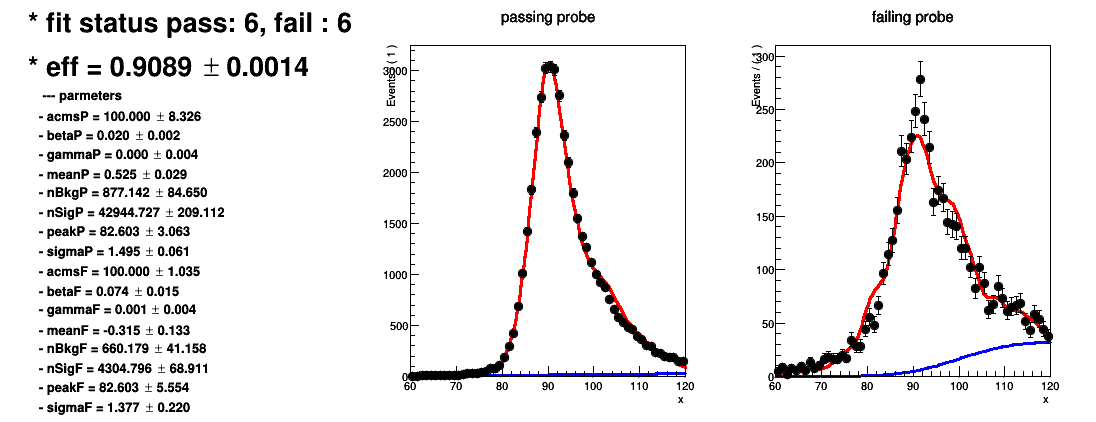 * fit status pass: 6, fail : 6
* eff = 0.9089 ± 0.0014
--- parmeters
- acmsP = 100.000 ± 8.326
- betaP = 0.020 ± 0.002
- gammaP = 0.000 ± 0.004
- meanP = 0.525 ± 0.029
- nBkgP = 877.142 ± 84.650
- nSigP = 42944.727 ± 209.112
- peakP = 82.603 ± 3.063
- sigmaP = 1.495 ± 0.061
- acmsF = 100.000 ± 1.035
- betaF = 0.074 ± 0.015
- gammaF = 0.001 ± 0.004
- meanF = -0.315 ± 0.133
- nBkgF = 660.179 ± 41.158
- nSigF = 4304.796 ± 68.911
- peakF = 82.603 ± 5.554
- sigmaF = 1.377 ± 0.220
passing probe
Events / ( 1 )
3000
2500
2000
1500
1000
500
0
60 70 80 90 100 110 120
x
failing probe
Events / ( 1 )
300
250
200
150
100
50
0
60 70 80 90 100 110 120
x